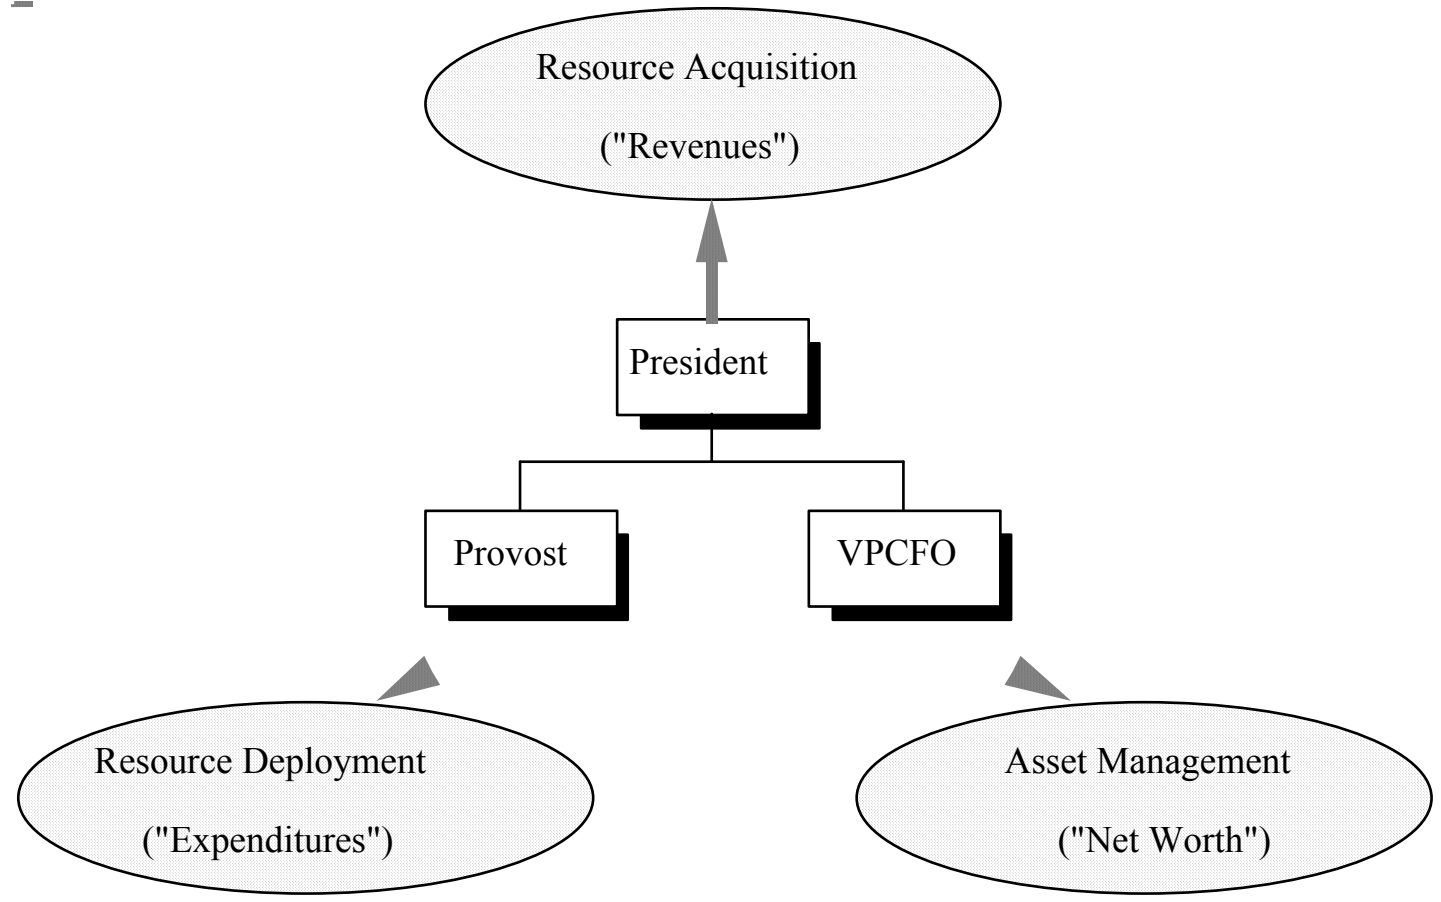 Resource Acquisition
("Revenues")
President
Provost
VPCFO
Resource Deployment
("Expenditures")
Asset Management
("Net Worth")